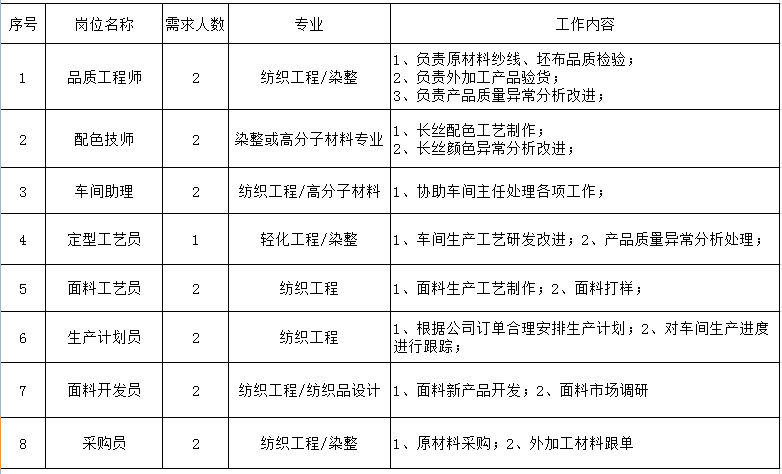 序号 岗位名称 需求人数 专业 工作内容
1 品质工程师 2 纺织工程/染整 1、负责原材料纱线、坯布品质检验；
2、负责外加工产品验货；
3、负责产品质量异常分析改进；
2 配色技师 2 染整或高分子材料专业 1、长丝配色工艺制作；
2、长丝颜色异常分析改进；
3 车间助理 2 纺织工程/高分子材料 1、协助车间主任处理各项工作；
4 定型工艺员 1 轻化工程/染整 1、车间生产工艺研发改进；2、产品质量异常分析处理；
5 面料工艺员 2 纺织工程 1、面料生产工艺制作；2、面料打样；
6 生产计划员 2 纺织工程 1、根据公司订单合理安排生产计划；2、对车间生产进度
进行跟踪；
7 面料开发员 2 纺织工程/纺织品设计 1、面料新产品开发；2、面料市场调研
8 采购员 2 纺织工程/染整 1、原材料采购；2、外加工材料跟单